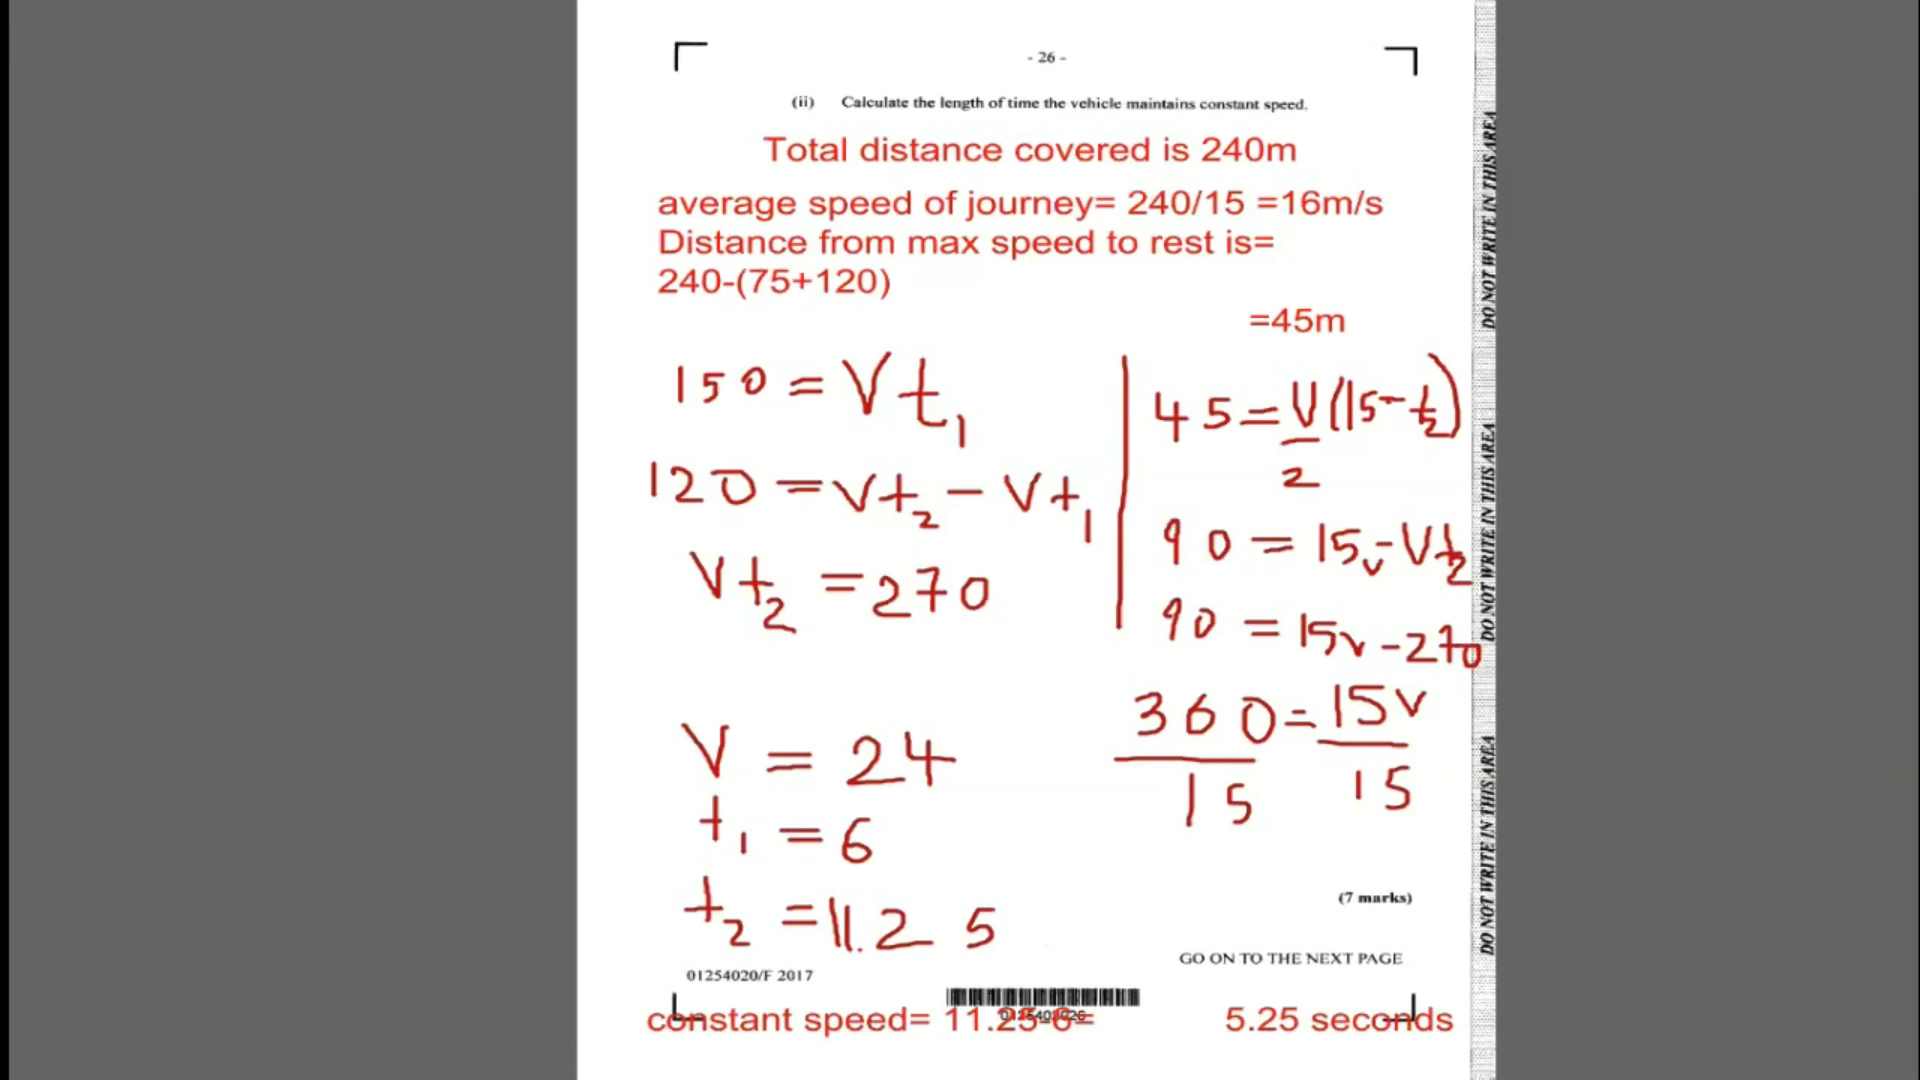 - 26 -
(ii) Calculate the length of time the vehicle maintains constant speed.
Total distance covered is 240m
average speed of journey= 240/15 =16m/s
Distance from max speed to rest is=
240-(75+120)
=45m
150 = Vt₁
120 = Vt₂ - Vt₁
Vt₂ = 270
V = 24
t₁ = 6
t₂ = 11.25
45 = V/2 (15 - t₂)
90 = 15v - Vt₂
90 = 15v - 270
360/15 = 15v/15
(7 marks)
GO ON TO THE NEXT PAGE
01254020/F 2017
constant speed= 11.25-6= 5.25 seconds
DO NOT WRITE IN THIS AREA
DO NOT WRITE IN THIS AREA
DO NOT WRITE IN THIS AREA